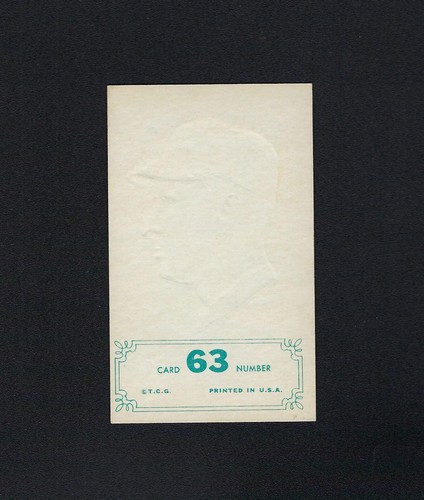 CARD 63 NUMBER
©T.C.G. PRINTED IN U.S.A.